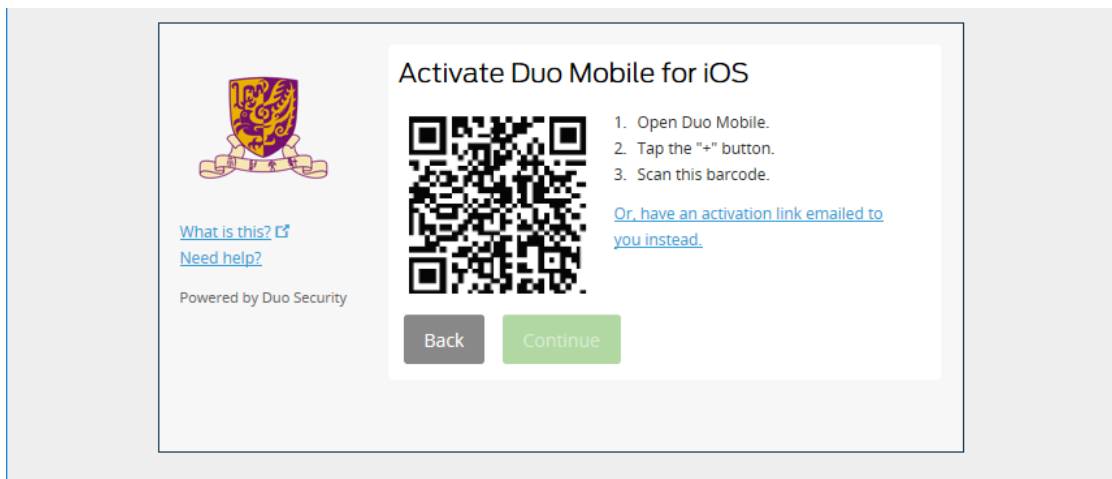 Activate Duo Mobile for iOS
1. Open Duo Mobile.
2. Tap the "+" button.
3. Scan this barcode.
Or, have an activation link emailed to
you instead.
What is this?
Need help?
Powered by Duo Security
Back
Continue